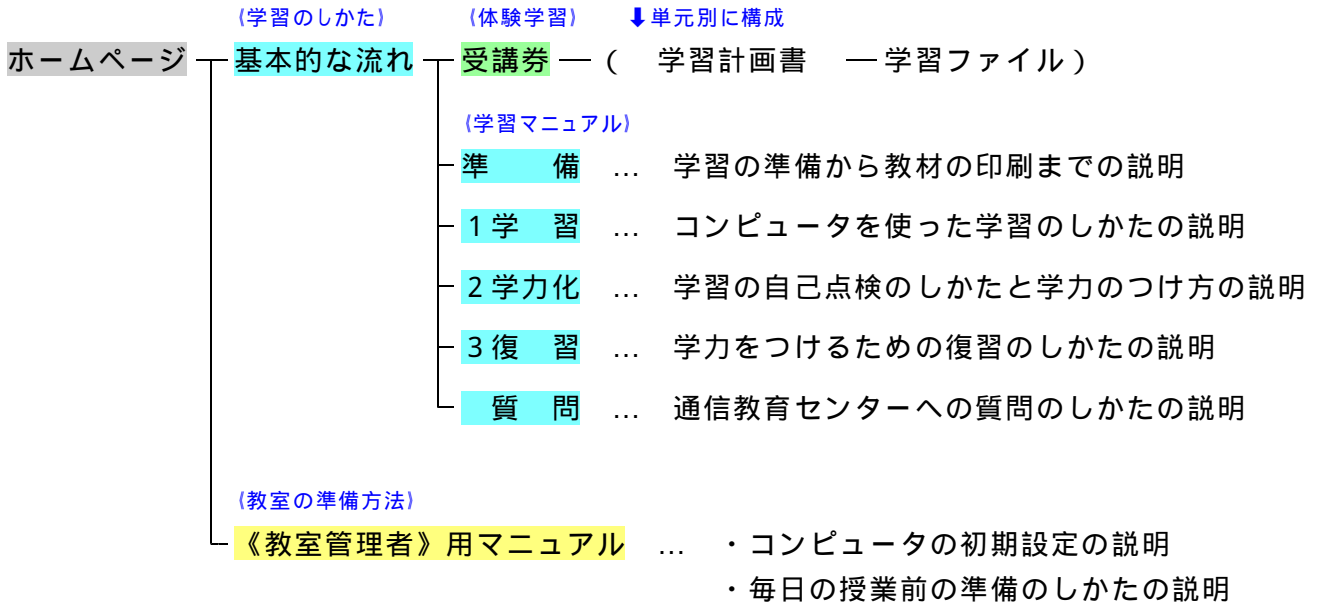 《学習のしかた》 《体験学習》 ⬇単元別に構成
ホームページ 基本的な流れ 受講券 ( 学習計画書 学習ファイル )
《学習マニュアル》
準 備 … 学習の準備から教材の印刷までの説明
1学 習 … コンピュータを使った学習のしかたの説明
2学力化 … 学習の自己点検のしかたと学力のつけ方の説明
3復 習 … 学力をつけるための復習のしかたの説明
質 問 … 通信教育センターへの質問のしかたの説明
《教室の準備方法》
《教室管理者》用マニュアル … ・コンピュータの初期設定の説明
・毎日の授業前の準備のしかたの説明